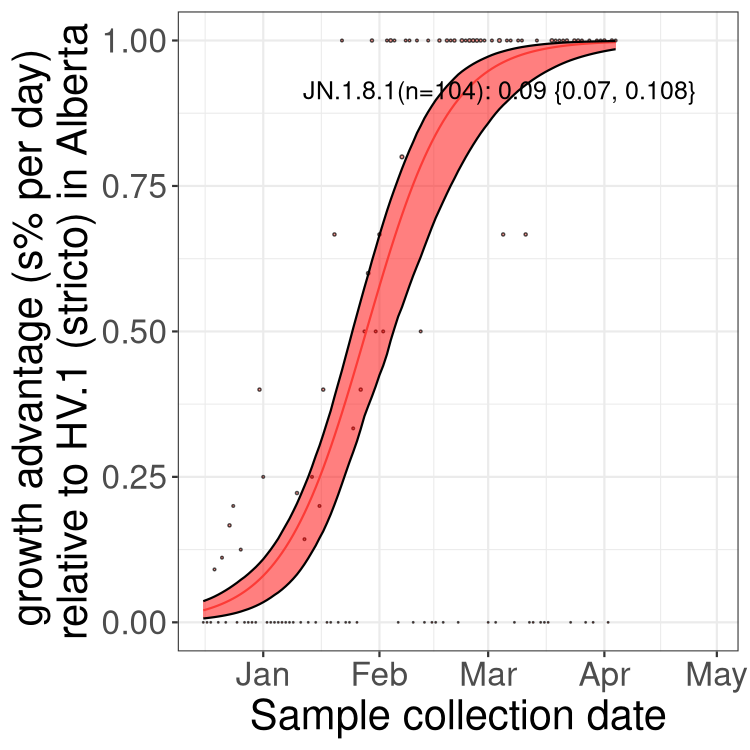 growth advantage (s% per day)
relative to HV.1 (stricto) in Alberta
1.00
0.75
0.50
0.25
0.00
JN.1.8.1(n=104): 0.09 {0.07, 0.108}
Jan Feb Mar Apr May
Sample collection date